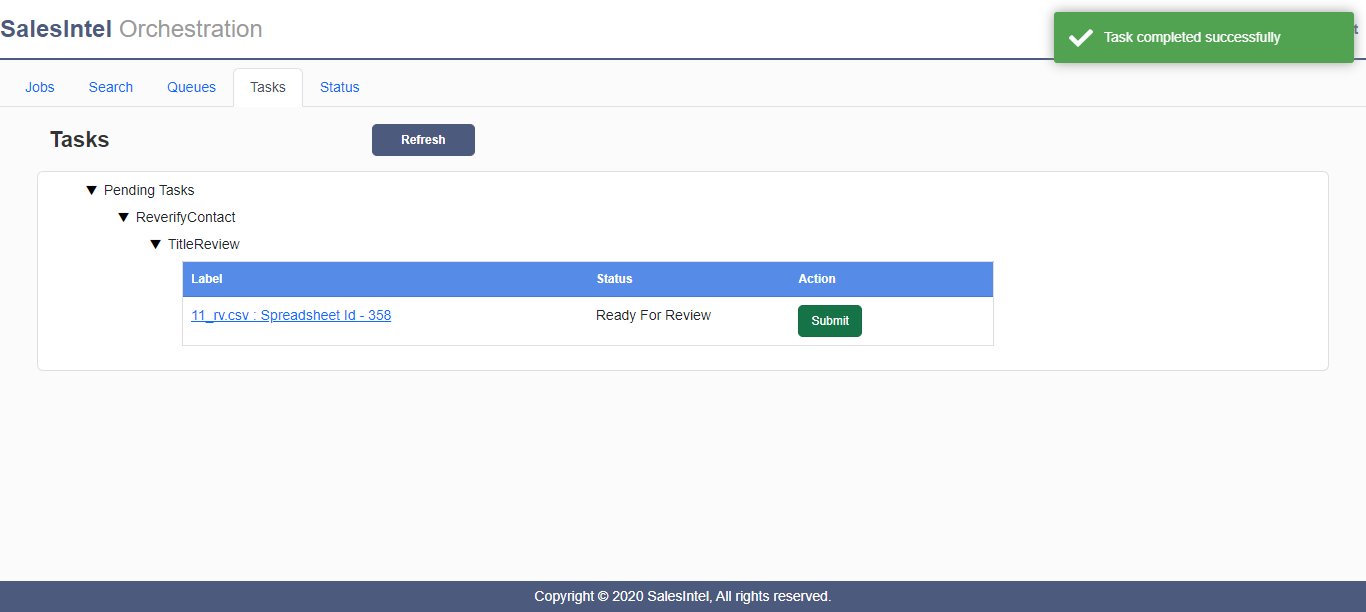 SalesIntel Orchestration
Task completed successfully
t
Jobs Search Queues Tasks Status
Tasks Refresh
Pending Tasks
ReverifyContact
TitleReview
Label Status Action
11_rv.csv : Spreadsheet Id - 358 Ready For Review Submit
Copyright © 2020 SalesIntel, All rights reserved.